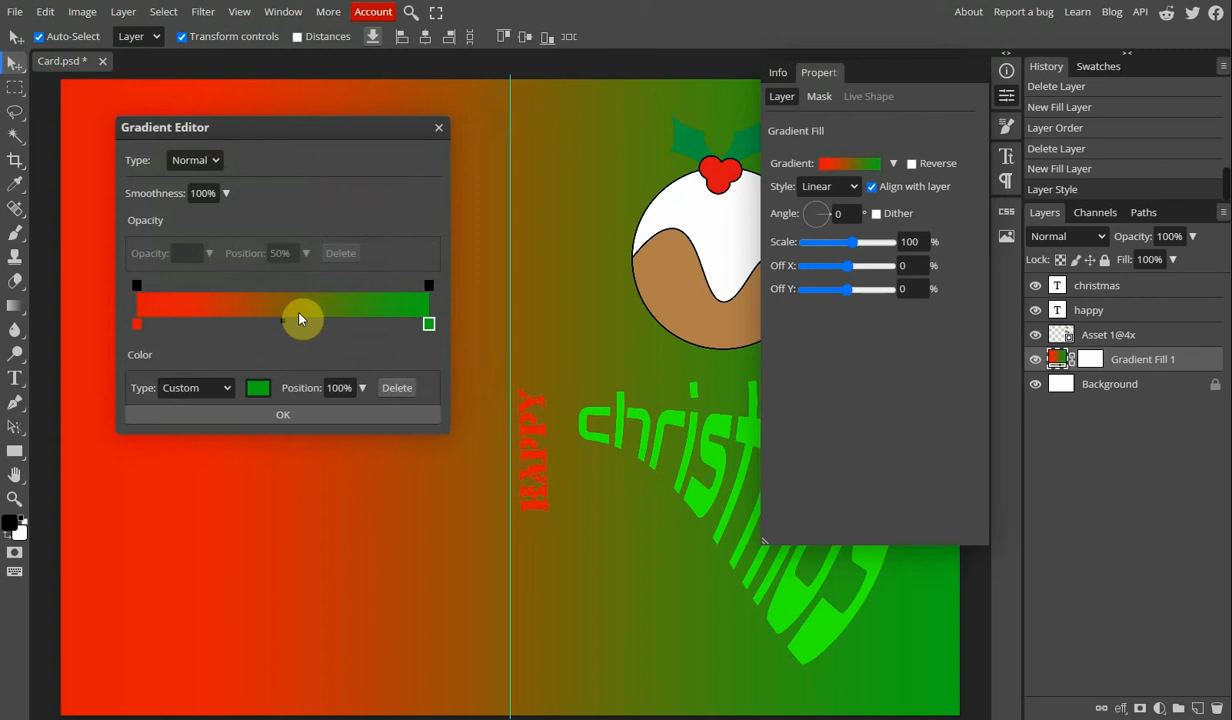 File Edit Image Layer Select Filter View Window More Account About Report a bug Learn Blog API
Auto-Select Layer Transform controls Distances
Card.psd *
Gradient Editor
Type: Normal
Smoothness: 100%
Opacity
Opacity: Position: 50% Delete
Color
Type: Custom Position: 100% Delete
OK
HAPPY
christ
Info Propert
Layer Mask Live Shape
Gradient Fill
Gradient: Reverse
Style: Linear Align with layer
Angle: 0 ° Dither
Scale: 100 %
Off X: 0 %
Off Y: 0 %
CSS
History Swatches
Delete Layer
New Fill Layer
Layer Order
Delete Layer
New Fill Layer
Layer Style
Layers Channels Paths
Normal Opacity: 100%
Lock: Fill: 100%
T christmas
T happy
Asset 1@4x
Gradient Fill 1
Background
eff